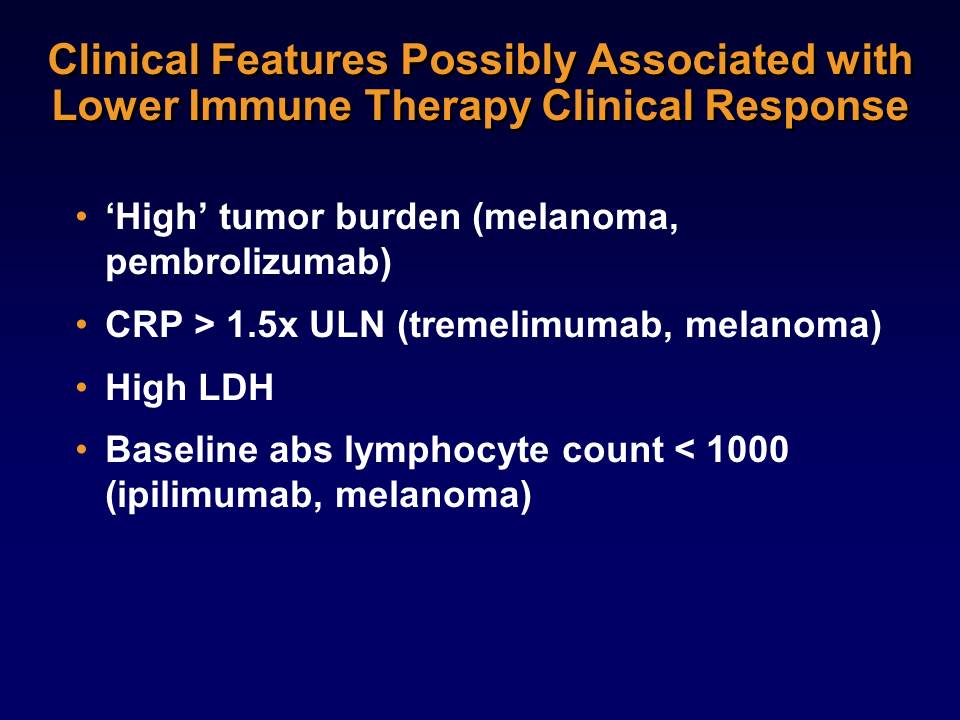 Clinical Features Possibly Associated with
Lower Immune Therapy Clinical Response
• ‘High’ tumor burden (melanoma,
pembrolizumab)
• CRP > 1.5x ULN (tremelimumab, melanoma)
• High LDH
• Baseline abs lymphocyte count < 1000
(ipilimumab, melanoma)